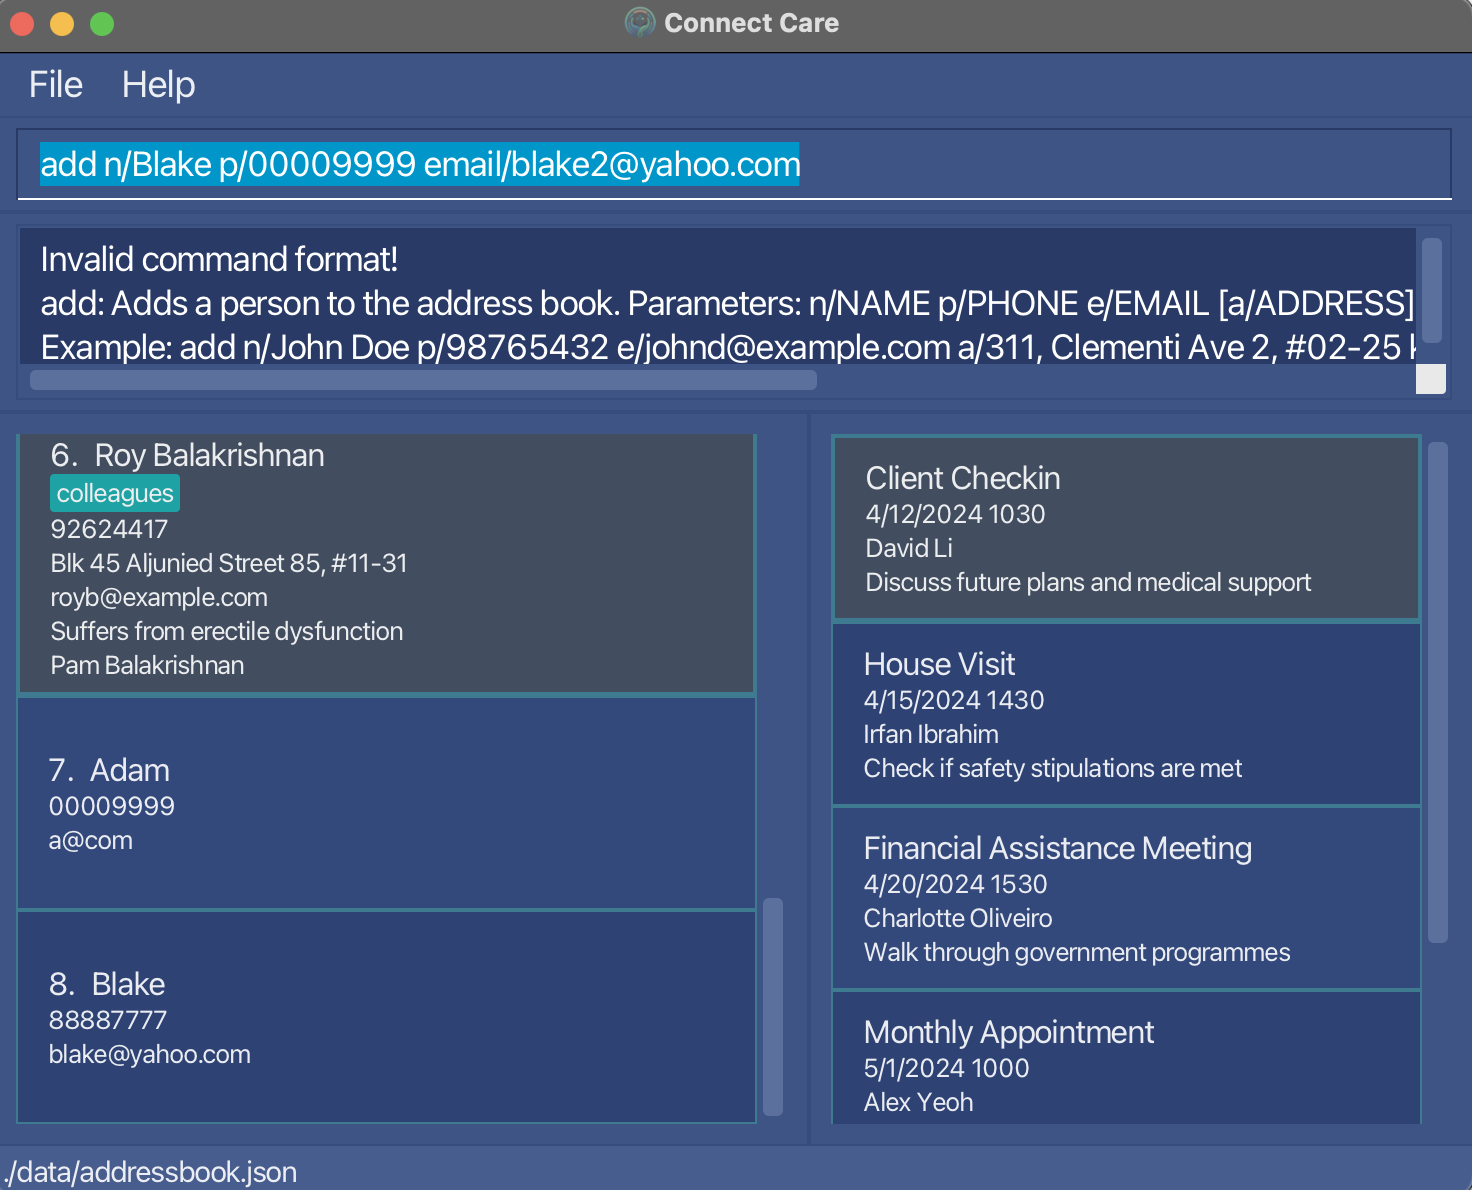 Connect Care
File Help
add n/Blake p/00009999 email/blake2@yahoo.com
Invalid command format!
add: Adds a person to the address book. Parameters: n/NAME p/PHONE e/EMAIL [a/ADDRESS]
Example: add n/John Doe p/98765432 e/johnd@example.com a/311, Clementi Ave 2, #02-25
6. Roy Balakrishnan
colleagues
92624417
Blk 45 Aljunied Street 85, #11-31
royb@example.com
Suffers from erectile dysfunction
Pam Balakrishnan
7. Adam
00009999
a@com
8. Blake
88887777
blake@yahoo.com
Client Checkin
4/12/2024 1030
David Li
Discuss future plans and medical support
House Visit
4/15/2024 1430
Irfan Ibrahim
Check if safety stipulations are met
Financial Assistance Meeting
4/20/2024 1530
Charlotte Oliveiro
Walk through government programmes
Monthly Appointment
5/1/2024 1000
Alex Yeoh
./data/addressbook.json